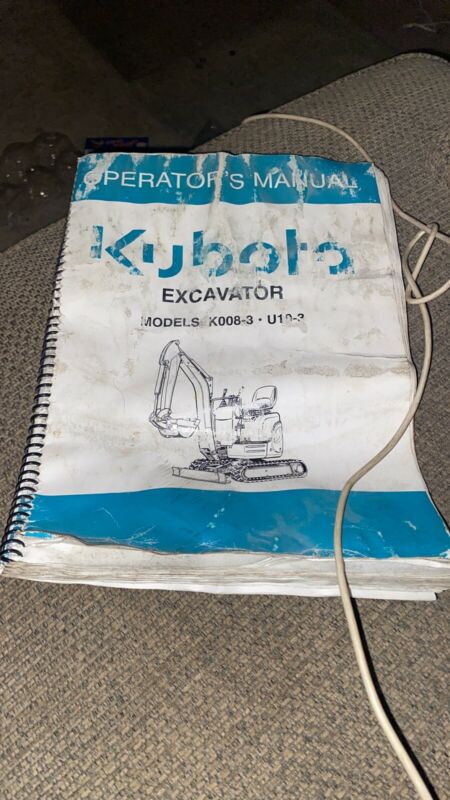 OPERATOR'S MANUAL
Kubota
EXCAVATOR
MODELS K008-3 · U10-3